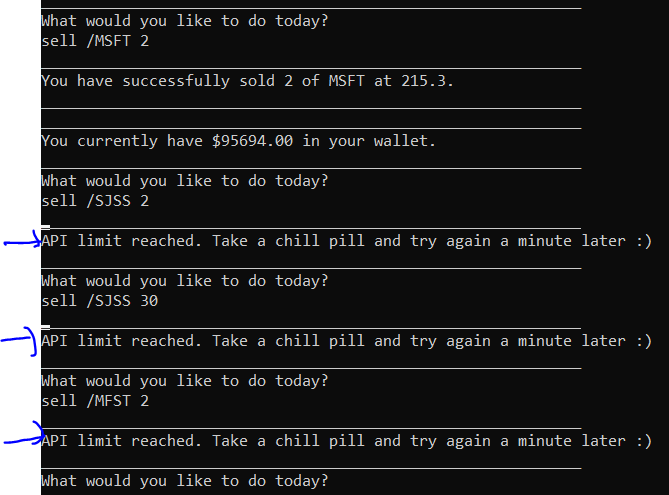 What would you like to do today?
sell /MSFT 2
You have successfully sold 2 of MSFT at 215.3.
You currently have $95694.00 in your wallet.
What would you like to do today?
sell /SJSS 2
API limit reached. Take a chill pill and try again a minute later :)
What would you like to do today?
sell /SJSS 30
API limit reached. Take a chill pill and try again a minute later :)
What would you like to do today?
sell /MFST 2
API limit reached. Take a chill pill and try again a minute later :)
What would you like to do today?